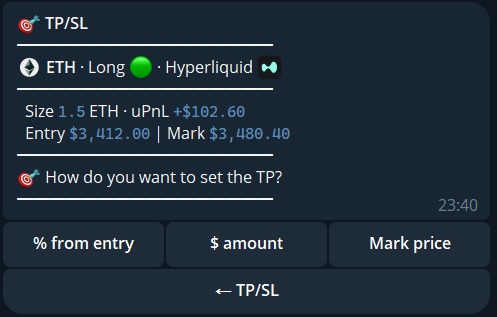 🎯 TP/SL
ETH · Long 🟢 · Hyperliquid
Size 1.5 ETH · uPnL +$102.60
Entry $3,412.00 | Mark $3,480.40
🎯 How do you want to set the TP?
23:40
% from entry
$ amount
Mark price
← TP/SL